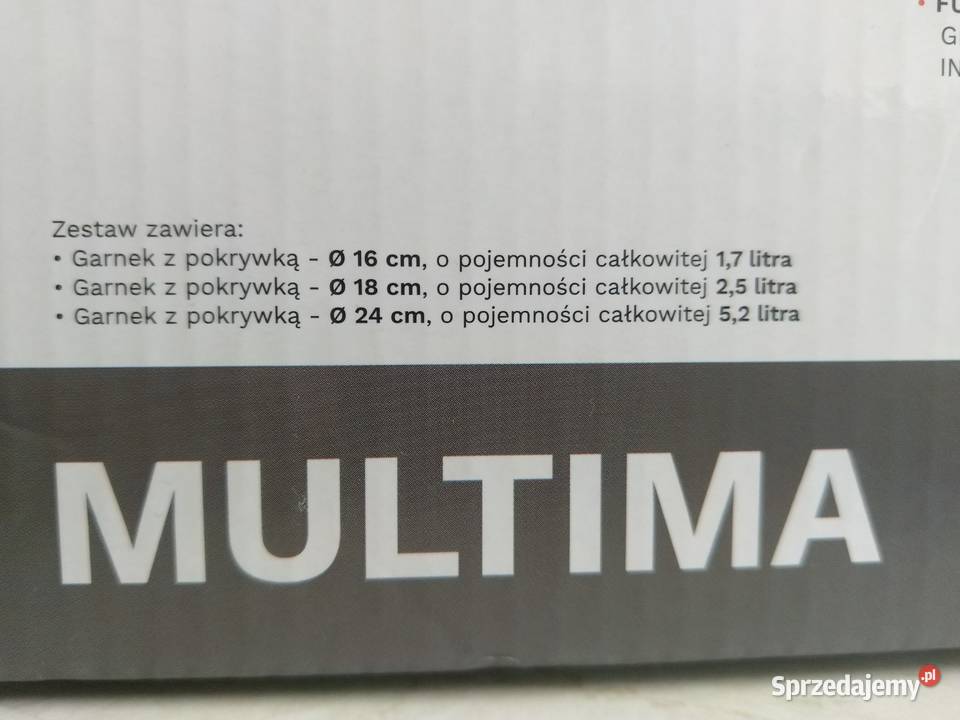 Zestaw zawiera:
• Garnek z pokrywką - Ø 16 cm, o pojemności całkowitej 1,7 litra
• Garnek z pokrywką - Ø 18 cm, o pojemności całkowitej 2,5 litra
• Garnek z pokrywką - Ø 24 cm, o pojemności całkowitej 5,2 litra
MULTIMA
Sprzedajemy.pl